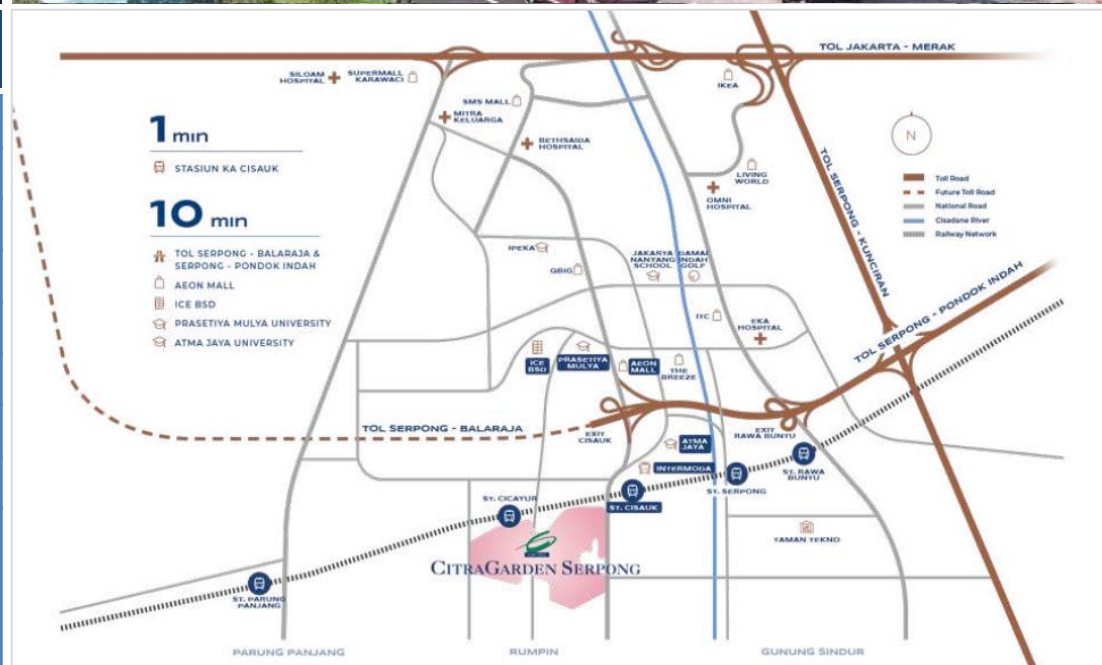 TOL JAKARTA - MERAK
SILOAM
HOSPITAL
SUPERMALL
KARAWACI
IKEA
SMS MALL
MITRA
KELUARGA
BETHSAIDA
HOSPITAL
1 min
STASIUN KA CISAUK
10 min
TOL SERPONG - BALARAJA &
SERPONG - PONDOK INDAH
AEON MALL
ICE BSD
PRASETIYA MULYA UNIVERSITY
ATMA JAYA UNIVERSITY
N
Toll Road
Future Toll Road
National Road
Cisadane River
Railway Network
LIVING
WORLD
OMNI
HOSPITAL
TOL SERPONG - KUNCIRAN
IPEKA
QBIG
JAKARTA
NANYANG
SCHOOL
DAMAI
INDAH
GOLF
IYC
EKA
HOSPITAL
TOL SERPONG - PONDOK INDAH
ICE
BSD
PRASETIYA
MULYA
AEON
MALL
THE
BREEZE
TOL SERPONG - BALARAJA
EXIT
CISAUK
EXIT
RAWA BUNYU
ATMA
JAYA
INTERMODA
ST. RAWA
BUNYU
ST. SERPONG
ST. CISAUK
ST. CICAYUR
TAMAN TEKNO
CITRAGARDEN SERPONG
ST. PARUNG
PANJANG
PARUNG PANJANG
RUMPIN
GUNUNG SINDUR